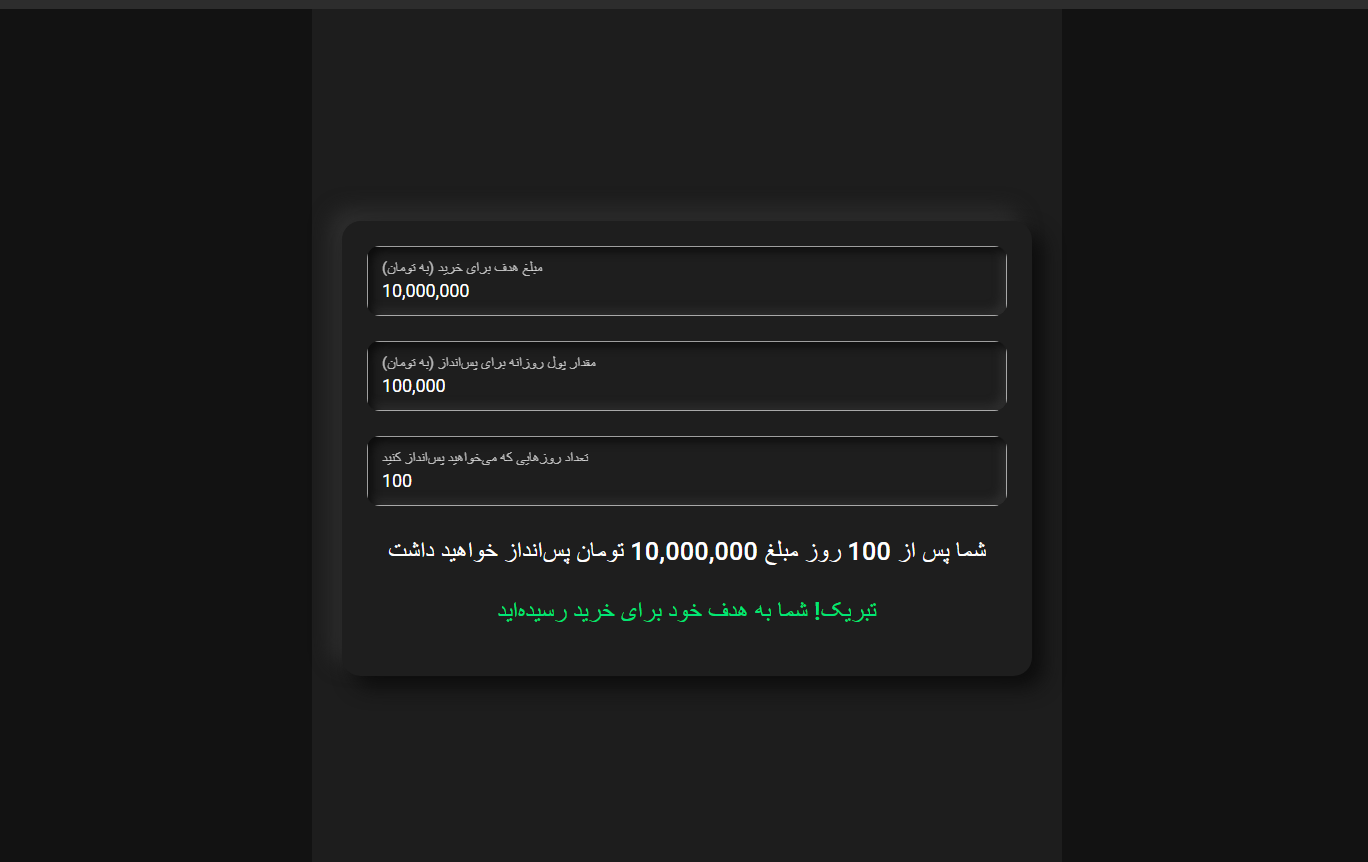 مبلغ هدف برای خرید (به تومان)
10,000,000
مقدار پول روزانه برای پس‌انداز (به تومان)
100,000
تعداد روزهایی که می‌خواهید پس‌انداز کنید
100
شما پس از 100 روز مبلغ 10,000,000 تومان پس‌انداز خواهید داشت
تبریک! شما به هدف خود برای خرید رسیده‌اید